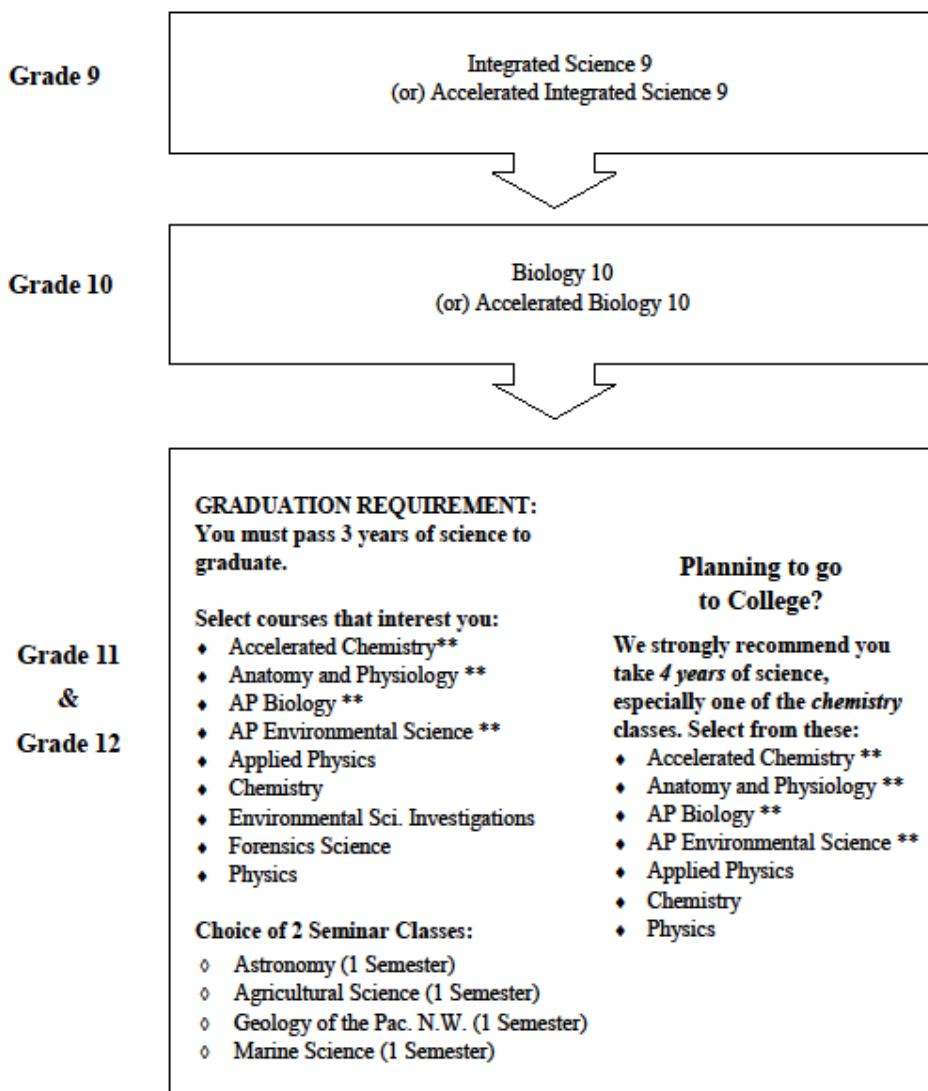 Grade 9
Integrated Science 9
(or) Accelerated Integrated Science 9
Grade 10
Biology 10
(or) Accelerated Biology 10
Grade 11
&
Grade 12
GRADUATION REQUIREMENT:
You must pass 3 years of science to
graduate.
Select courses that interest you:
♦ Accelerated Chemistry**
♦ Anatomy and Physiology **
♦ AP Biology **
♦ AP Environmental Science **
♦ Applied Physics
♦ Chemistry
♦ Environmental Sci. Investigations
♦ Forensics Science
♦ Physics
Choice of 2 Seminar Classes:
◊ Astronomy (1 Semester)
◊ Agricultural Science (1 Semester)
◊ Geology of the Pac. N.W. (1 Semester)
◊ Marine Science (1 Semester)
Planning to go
to College?
We strongly recommend you
take 4 years of science,
especially one of the chemistry
classes. Select from these:
♦ Accelerated Chemistry **
♦ Anatomy and Physiology **
♦ AP Biology **
♦ AP Environmental Science **
♦ Applied Physics
♦ Chemistry
♦ Physics